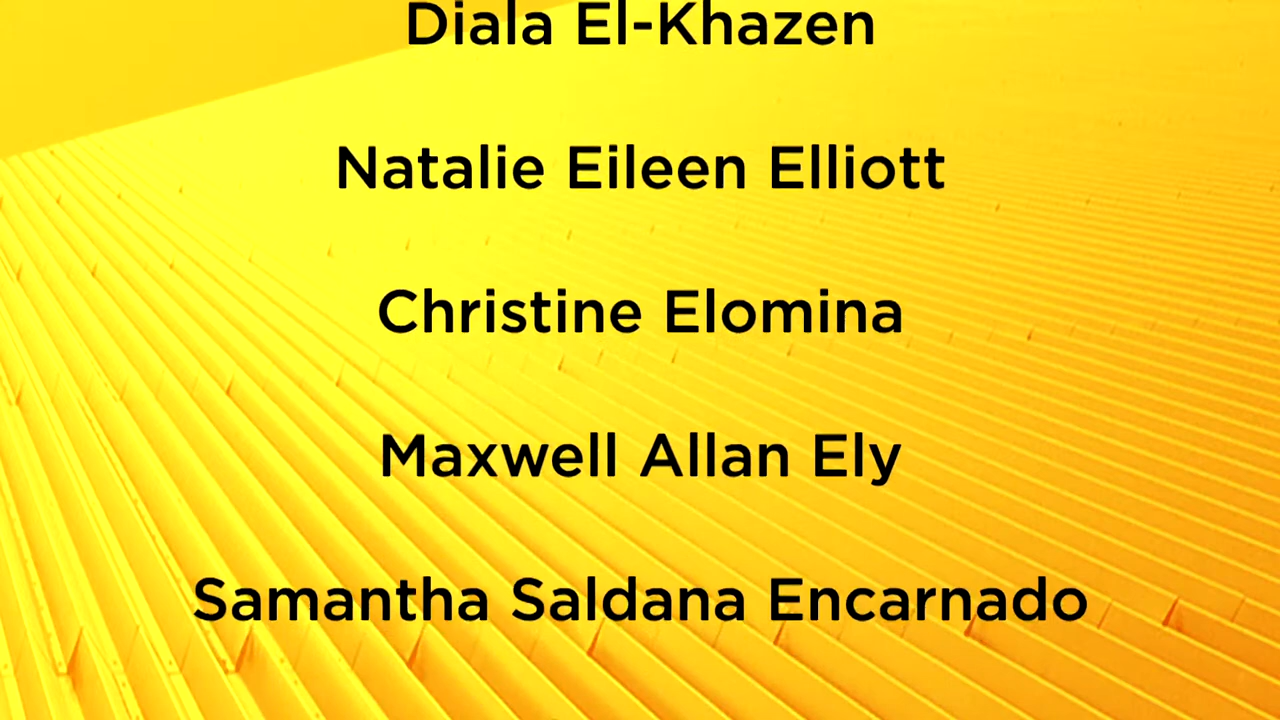 Diala El-Khazen
Natalie Eileen Elliott
Christine Elomina
Maxwell Allan Ely
Samantha Saldana Encarnado